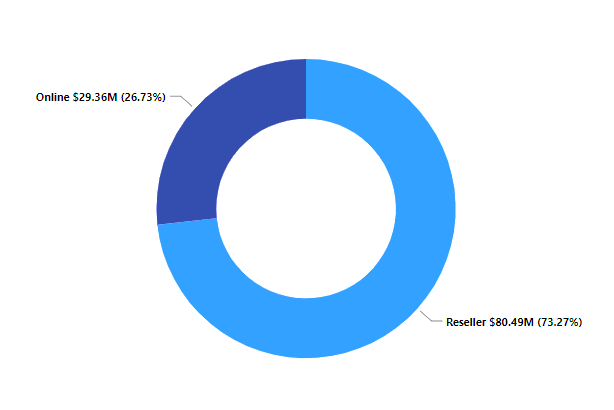 Online $29.36M (26.73%)
Reseller $80.49M (73.27%)